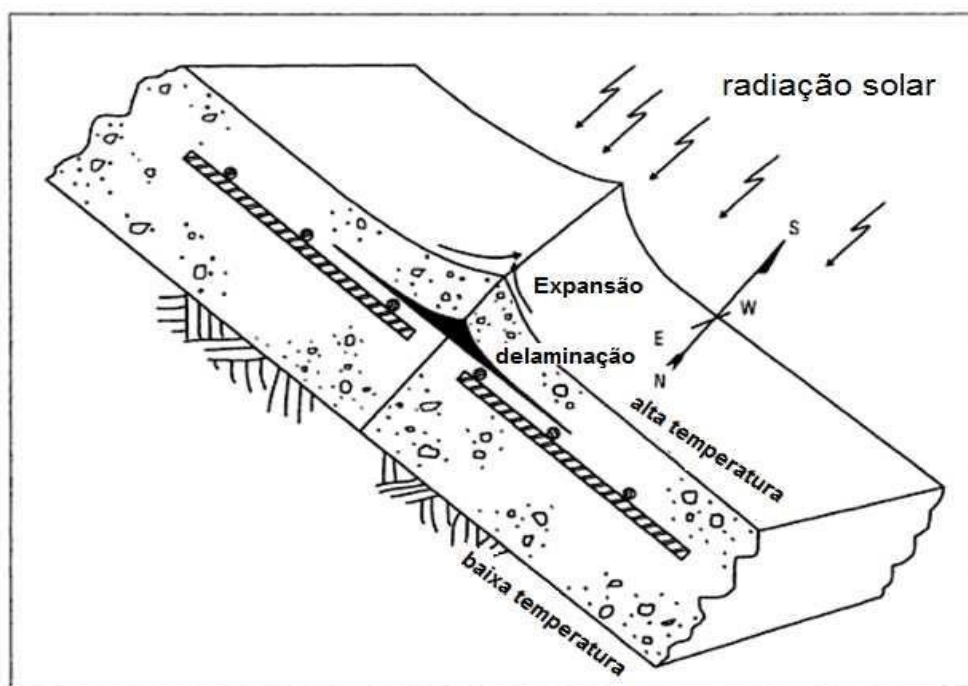 radiação solar
S
Expansão
W
E
delaminação
N
alta temperatura
baixa temperatura